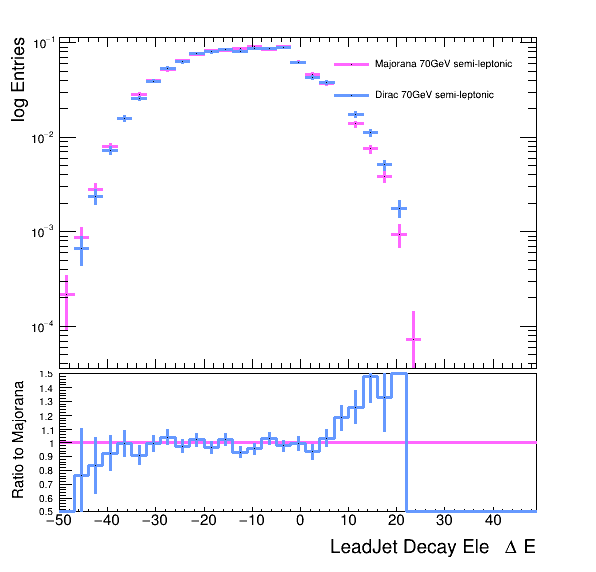 log Entries
10⁻¹
10⁻²
10⁻³
10⁻⁴
Majorana 70GeV semi-leptonic
Dirac 70GeV semi-leptonic
Ratio to Majorana
1.5
1.4
1.3
1.2
1.1
1
0.9
0.8
0.7
0.6
0.5
−50 −40 −30 −20 −10 0 10 20 30 40
LeadJet Decay Ele Δ E